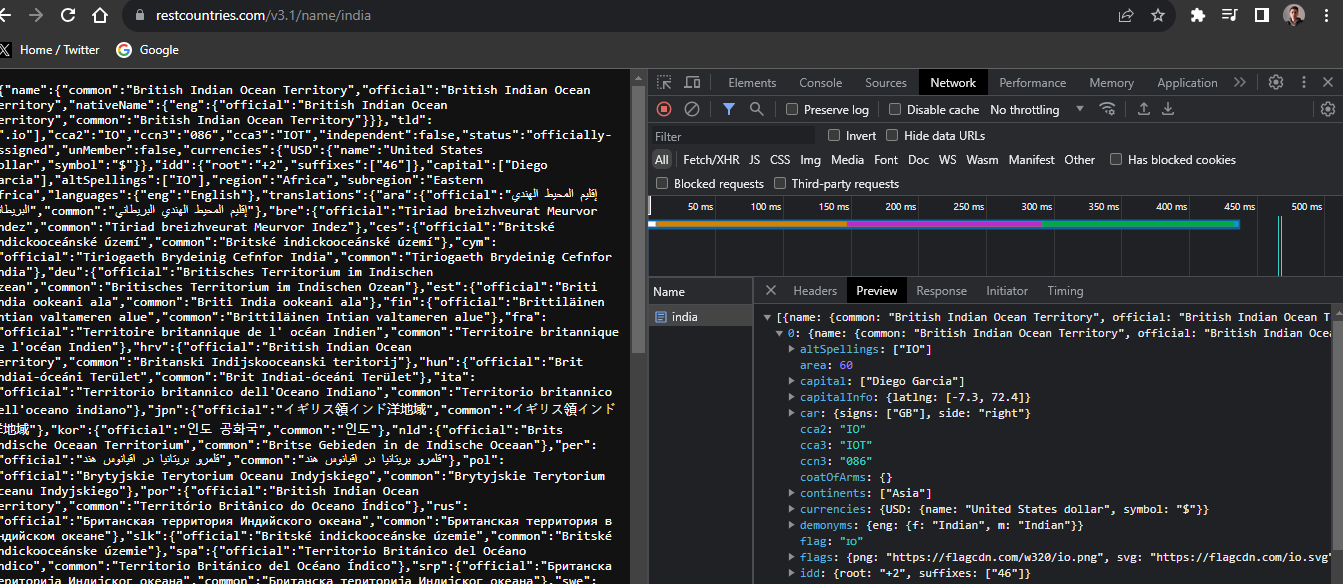 restcountries.com/v3.1/name/india
Home / Twitter
Google
{"name":{"common":"British Indian Ocean Territory","official":"British Indian Ocean
erritory","nativeName":{"eng":{"official":"British Indian Ocean
erritory","common":"British Indian Ocean Territory"}}},"tld":
".io"],"cca2":"IO","ccn3":"086","cca3":"IOT","independent":false,"status":"officially-
ssigned","unMember":false,"currencies":{"USD":{"name":"United States
ollar","symbol":"$"}},"idd":{"root":"+2","suffixes":["46"]},"capital":["Diego
arcia"],"altSpellings":["IO"],"region":"Africa","subregion":"Eastern
frica","languages":{"eng":"English"},"translations":{"ara":{"official":"إقليم المحيط الهندي
البريطاني","common":"إقليم المحيط الهندي البريطاني"},"bre":{"official":"Tiriad breizhveurat Meurvor
ndez","common":"Tiriad breizhveurat Meurvor Indez"},"ces":{"official":"Britské
ndickooceánské území","common":"Britské indickooceánské území"},"cym":
"official":"Tiriogaeth Brydeinig Cefnfor India","common":"Tiriogaeth Brydeinig Cefnfor
ndia"},"deu":{"official":"Britisches Territorium im Indischen
zean","common":"Britisches Territorium im Indischen Ozean"},"est":{"official":"Briti
ndia ookeani ala","common":"Briti India ookeani ala"},"fin":{"official":"Brittiläinen
ntian valtameren alue","common":"Brittiläinen Intian valtameren alue"},"fra":
"official":"Territoire britannique de l' océan Indien","common":"Territoire britannique
e l'océan Indien"},"hrv":{"official":"British Indian Ocean
erritory","common":"Britanski Indijskooceanski teritorij"},"hun":{"official":"Brit
ndiai-óceáni Terület","common":"Brit Indiai-óceáni Terület"},"ita":
"official":"Territorio britannico dell'Oceano Indiano","common":"Territorio britannico
ell'oceano indiano"},"jpn":{"official":"イギリス領インド洋地域","common":"イギリス領インド
洋地域"},"kor":{"official":"인도 공화국","common":"인도"},"nld":{"official":"Brits
ndische Oceaan Territorium","common":"Britse Gebieden in de Indische Oceaan"},"per":
"official":"قلمرو بریتانیا در اقیانوس هند","common":"قلمرو بریتانیا در اقیانوس هند"},"pol":
"official":"Brytyjskie Terytorium Oceanu Indyjskiego","common":"Brytyjskie Terytorium
ceanu Indyjskiego"},"por":{"official":"British Indian Ocean
erritory","common":"Território Britânico do Oceano Índico"},"rus":
"official":"Британская территория Индийского океана","common":"Британская территория в
ндийском океане"},"slk":{"official":"Britské indickooceánske územie","common":"Britské
ndickooceánske územie"},"spa":{"official":"Territorio Británico del Océano
ndico","common":"Territorio Británico del Océano Índico"},"srp":{"official":"Британска
територија Индијског океана","common":"Британска територија Индијског океана"},"swe":
Elements
Console
Sources
Network
Performance
Memory
Application
Preserve log
Disable cache
No throttling
Filter
Invert
Hide data URLs
All
Fetch/XHR
JS
CSS
Img
Media
Font
Doc
WS
Wasm
Manifest
Other
Has blocked cookies
Blocked requests
Third-party requests
50 ms
100 ms
150 ms
200 ms
250 ms
300 ms
350 ms
400 ms
450 ms
500 ms
Name
india
Headers
Preview
Response
Initiator
Timing
[{name: {common: "British Indian Ocean Territory", official: "British Indian Ocean T
0: {name: {common: "British Indian Ocean Territory", official: "British Indian Ocea
altSpellings: ["IO"]
area: 60
capital: ["Diego Garcia"]
capitalInfo: {latlng: [-7.3, 72.4]}
car: {signs: ["GB"], side: "right"}
cca2: "IO"
cca3: "IOT"
ccn3: "086"
coatOfArms: {}
continents: ["Asia"]
currencies: {USD: {name: "United States dollar", symbol: "$"}}
demonyms: {eng: {f: "Indian", m: "Indian"}}
flag: "🇮🇴"
flags: {png: "https://flagcdn.com/w320/io.png", svg: "https://flagcdn.com/io.svg"
idd: {root: "+2", suffixes: ["46"]}